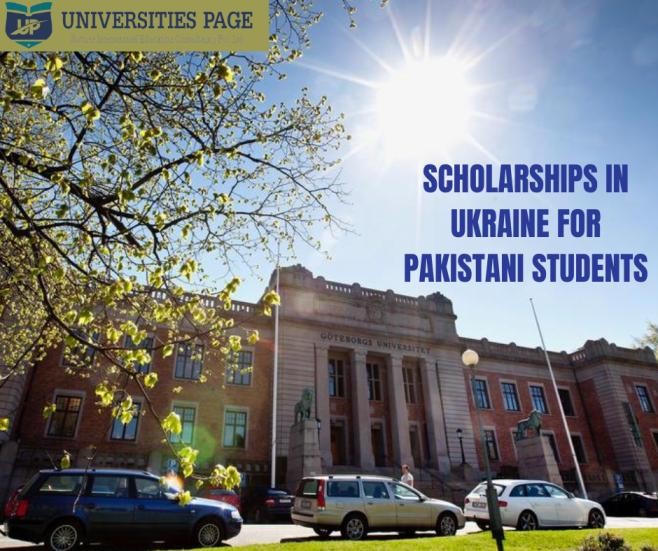 UP
UNIVERSITIES PAGE
SCHOLARSHIPS IN
UKRAINE FOR
PAKISTANI STUDENTS
GÖTEBORGS UNIVERSITET